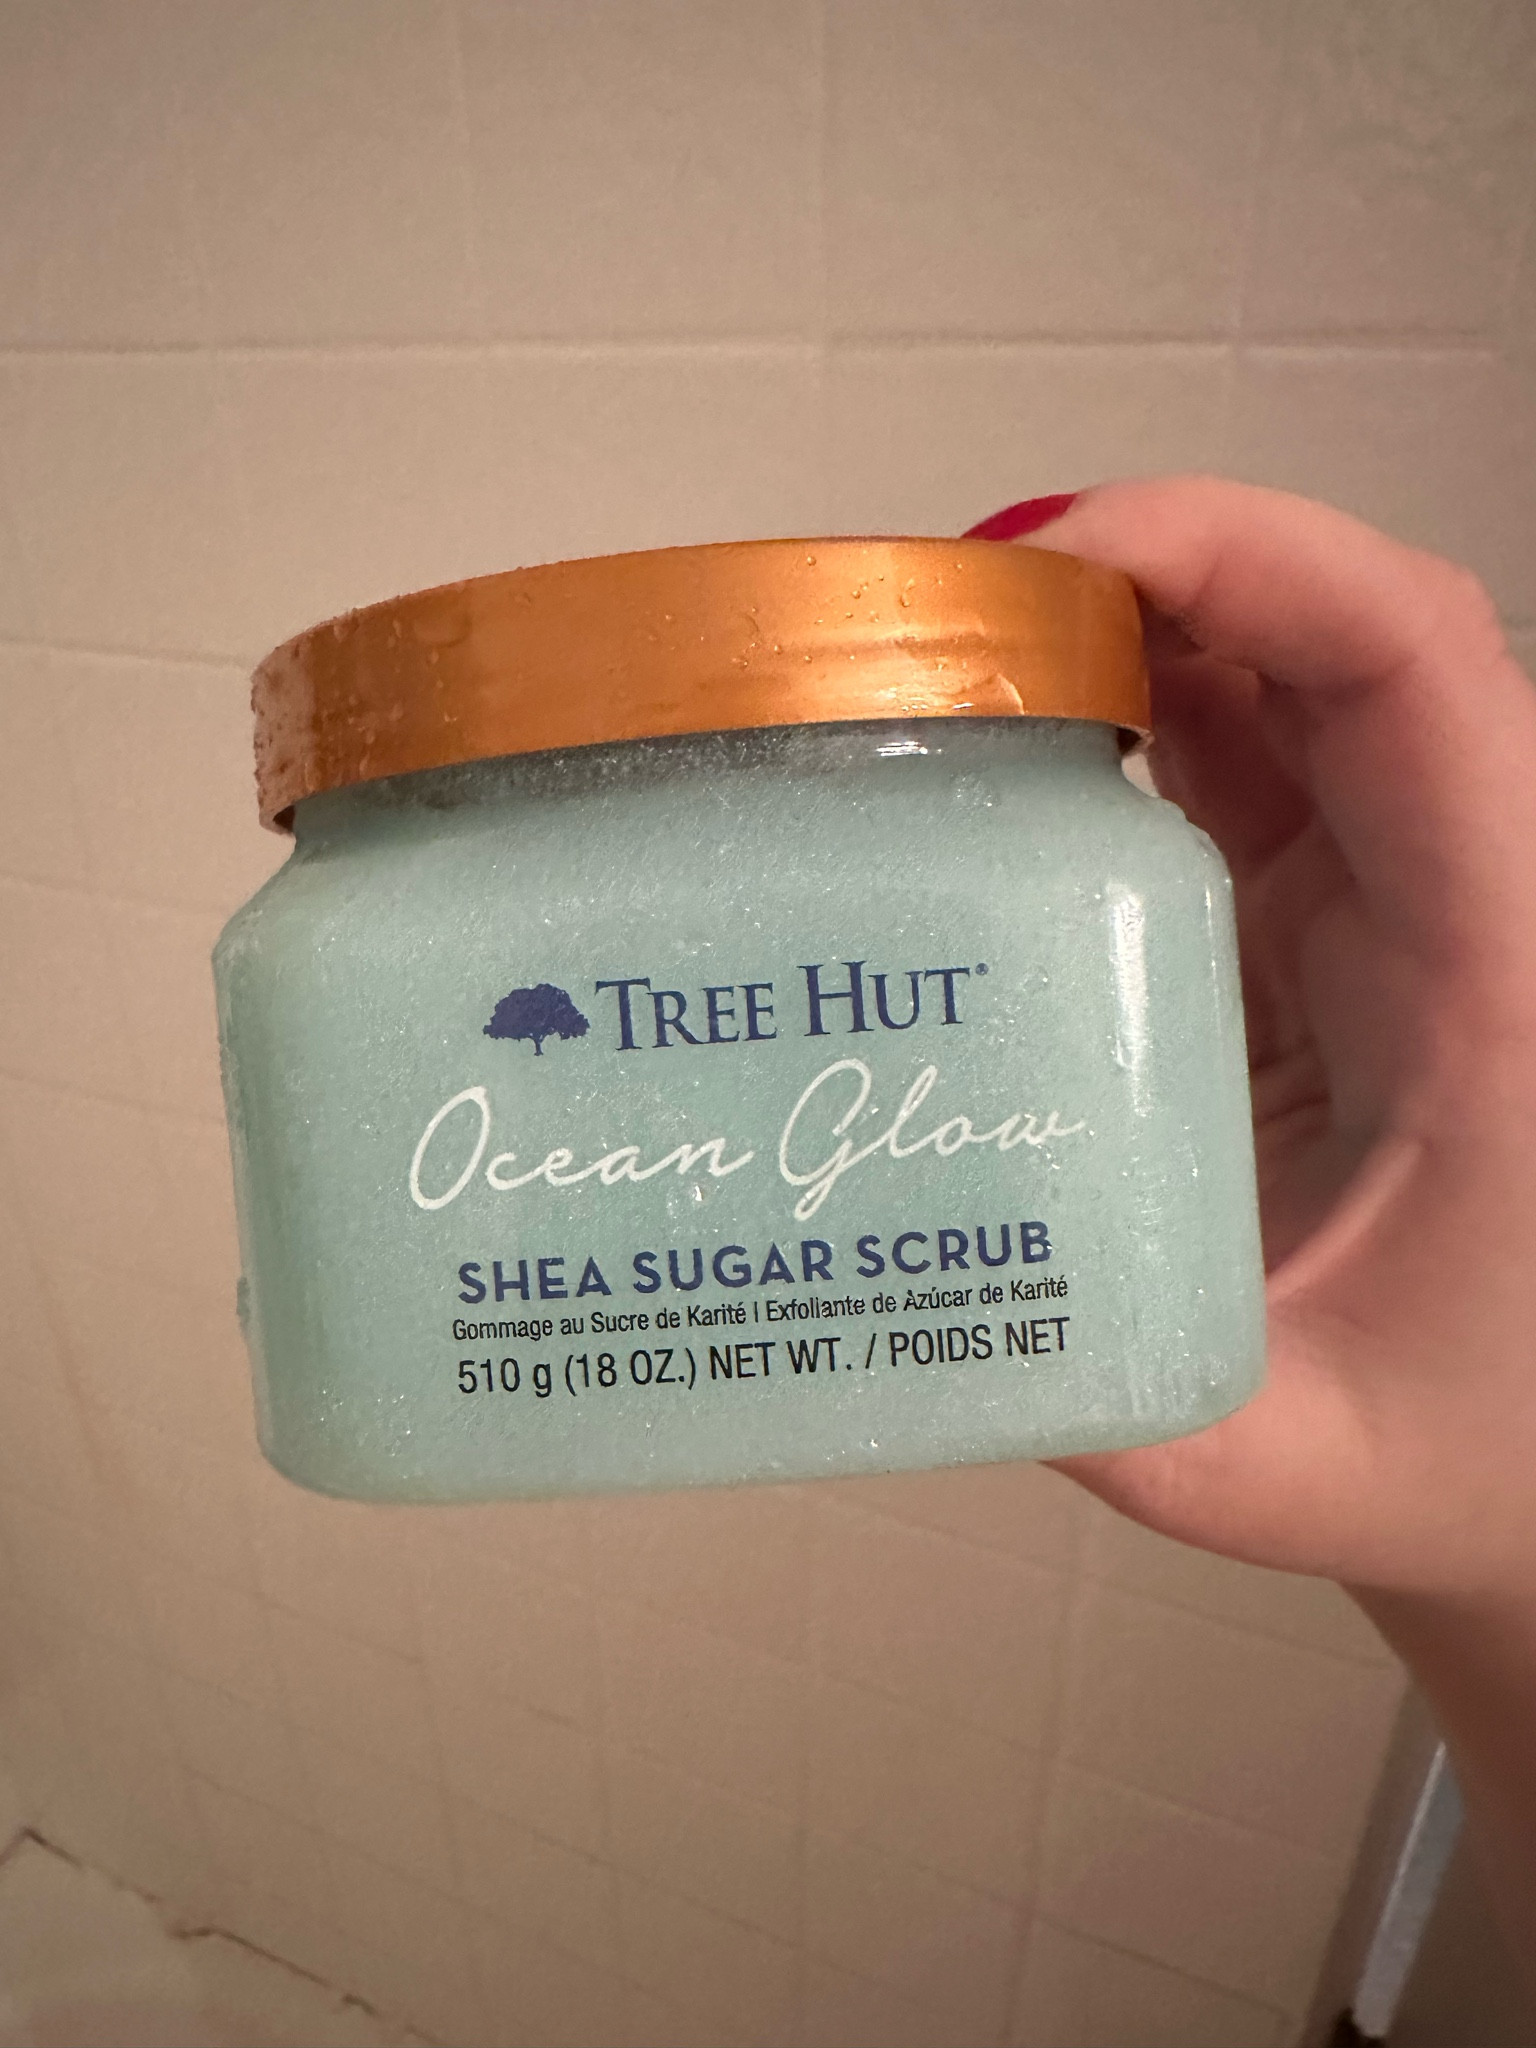 TREE HUT®
Ocean Glow
SHEA SUGAR SCRUB
Gommage au Sucre de Karité | Exfoliante de Azúcar de Karité
510 g (18 OZ.) NET WT. / POIDS NET